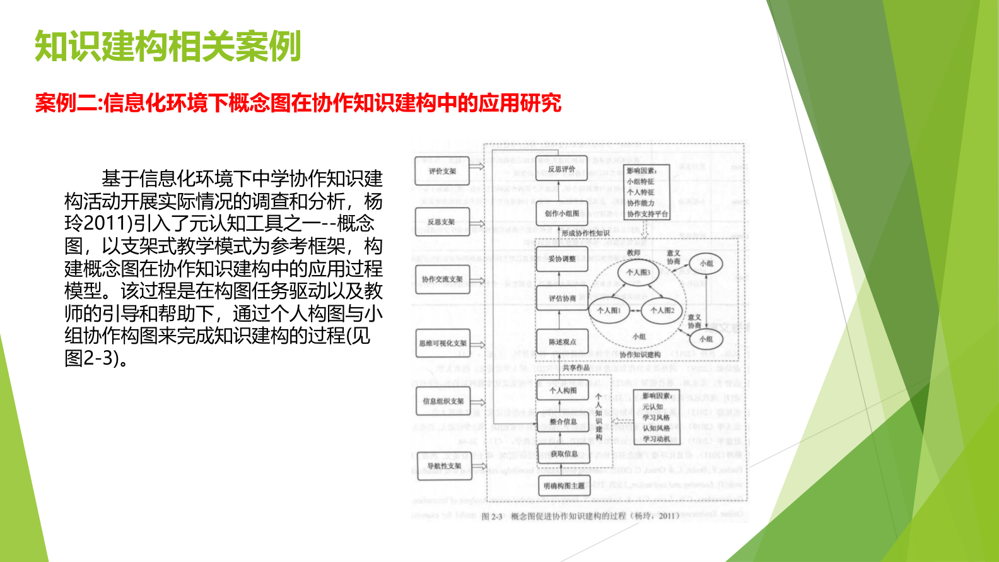 知识建构相关案例
案例二:信息化环境下概念图在协作知识建构中的应用研究
基于信息化环境下中学协作知识建
构活动开展实际情况的调查和分析，杨
玲2011)引入了元认知工具之一--概念
图，以支架式教学模式为参考框架，构
建概念图在协作知识建构中的应用过程
模型。该过程是在构图任务驱动以及教
师的引导和帮助下，通过个人构图与小
组协作构图来完成知识建构的过程(见
图2-3)。
评价支架
反思支架
协作交流支架
思维可视化支架
信息组织支架
导航性支架
反思评价
创作小组图
形成协作性知识
妥协调整
评估协商
陈述观点
共享作品
个人构图
整合信息
获取信息
明确构图主题
个人知识建构
影响因素:
小组特征
个人特征
协作能力
协作支持平台
教师
意义
协商
小组
个人图3
个人图1
个人图2
意义
协商
小组
小组
协作知识建构
影响因素:
元认知
学习风格
认知风格
学习动机
图 2-3 概念图促进协作知识建构的过程（杨玲，2011）